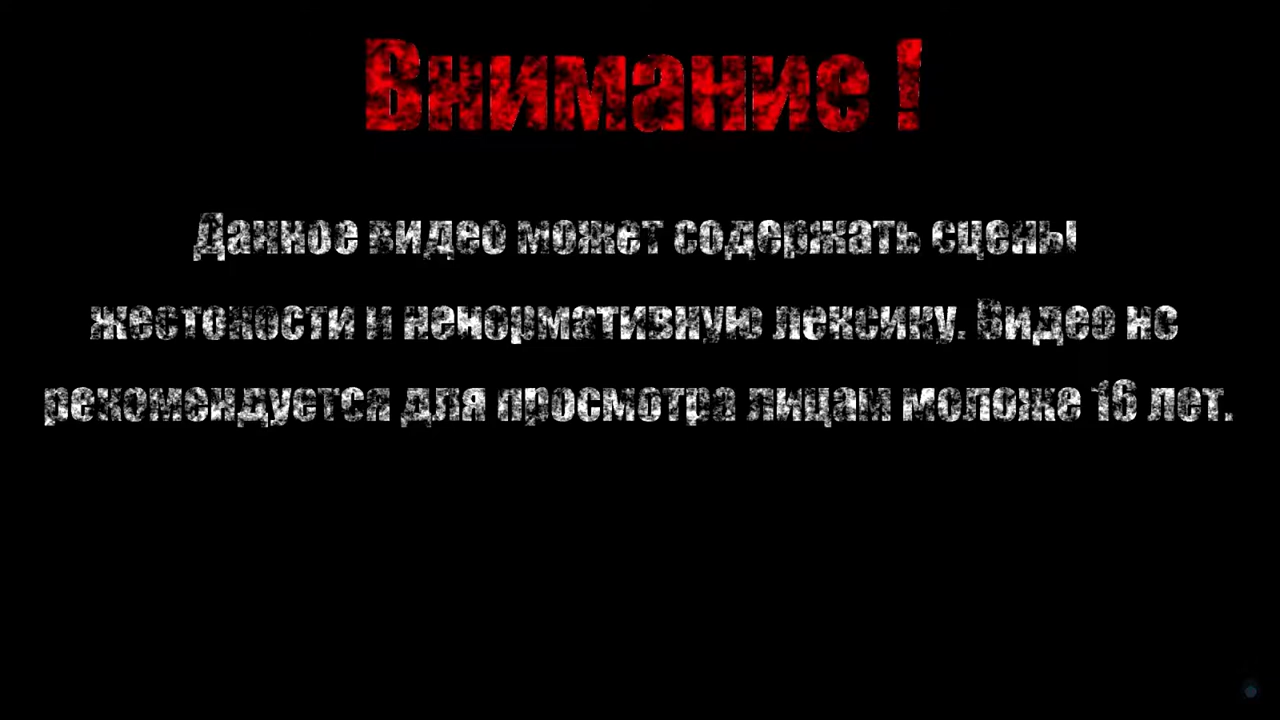 Внимание !
Данное видео может содержать сцены
жестокости и ненормативную лексику. Видео не
рекомендуется для просмотра лицам моложе 16 лет.